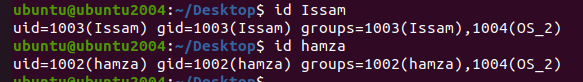 ubuntu@ubuntu2004:~/Desktop$ id Issam
uid=1003(Issam) gid=1003(Issam) groups=1003(Issam),1004(OS_2)
ubuntu@ubuntu2004:~/Desktop$ id hamza
uid=1002(hamza) gid=1002(hamza) groups=1002(hamza),1004(OS_2)